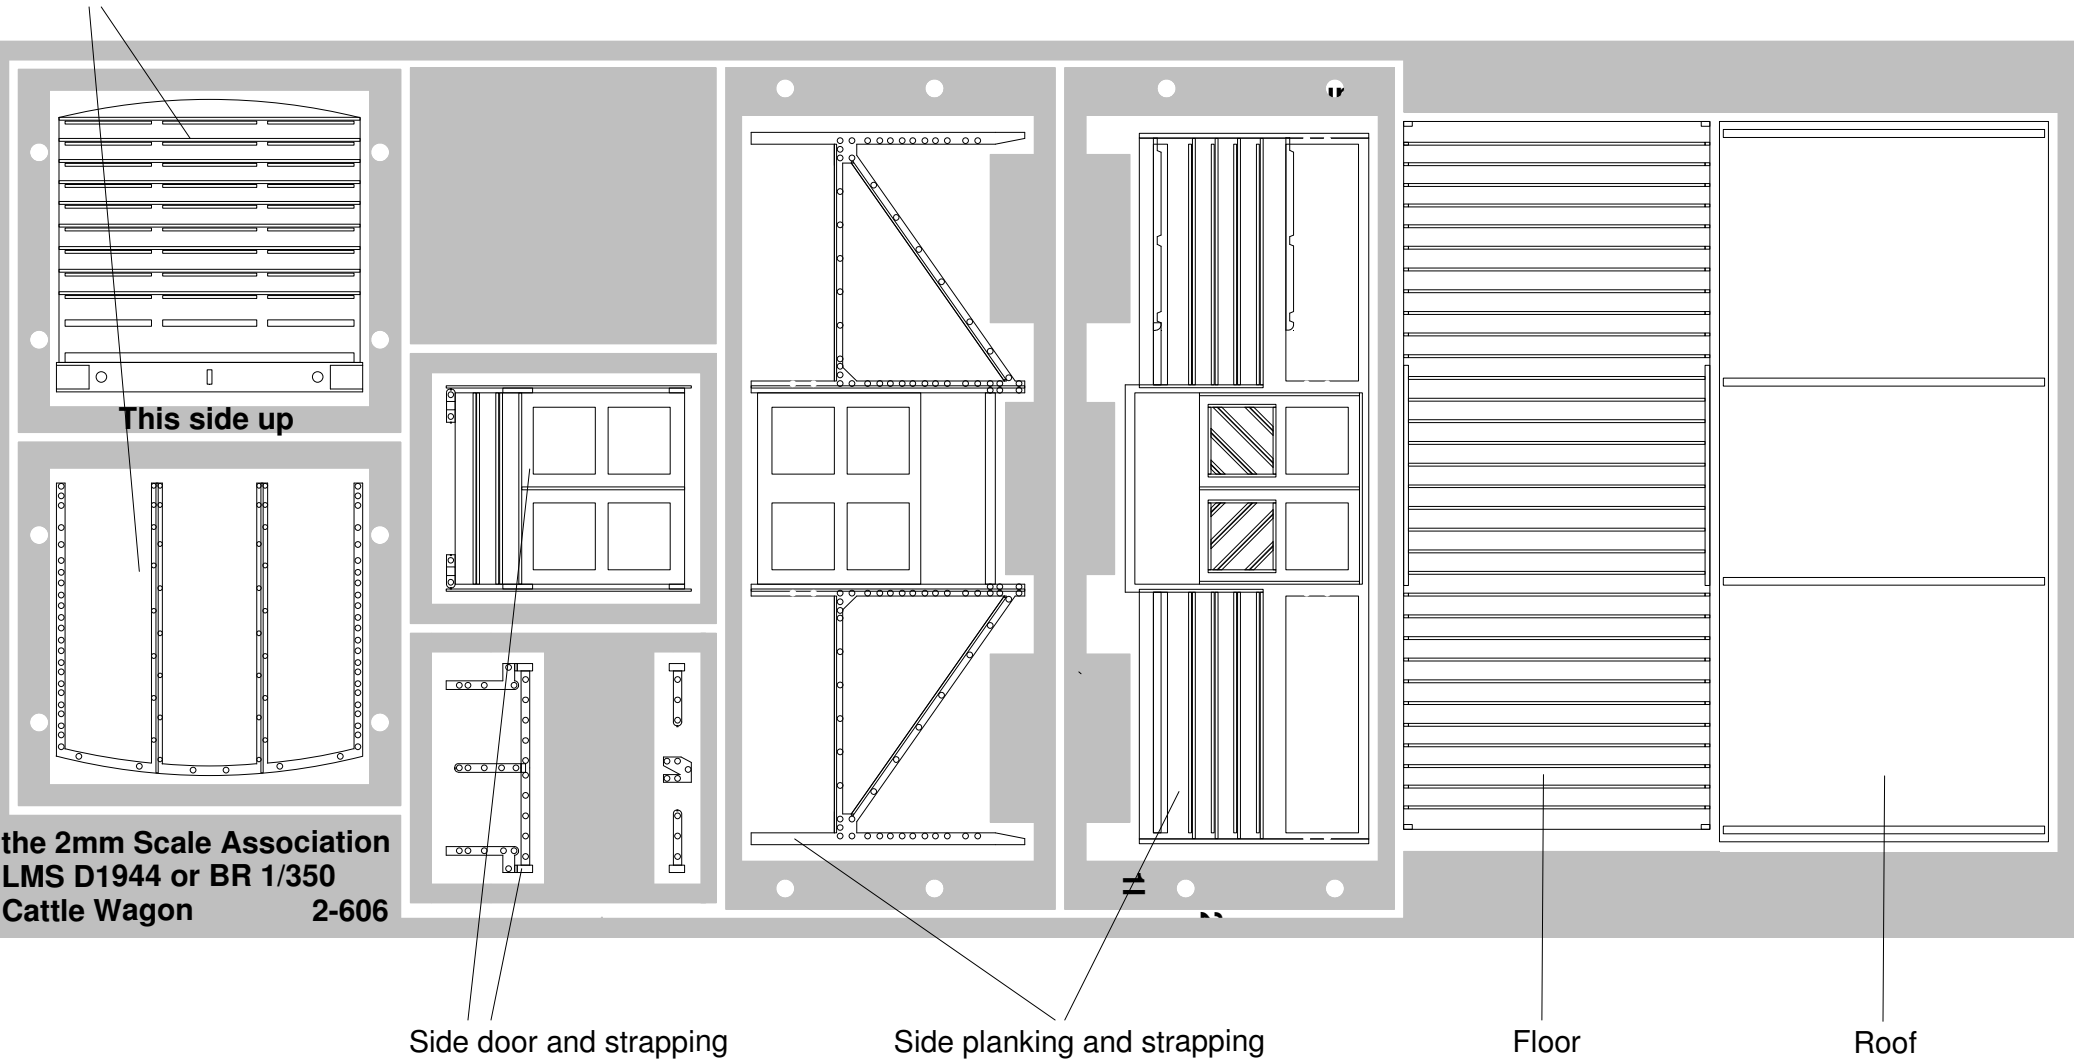 This side up
the 2mm Scale Association
LMS D1944 or BR 1/350
Cattle Wagon 2-606
Side door and strapping
Side planking and strapping
Floor
Roof